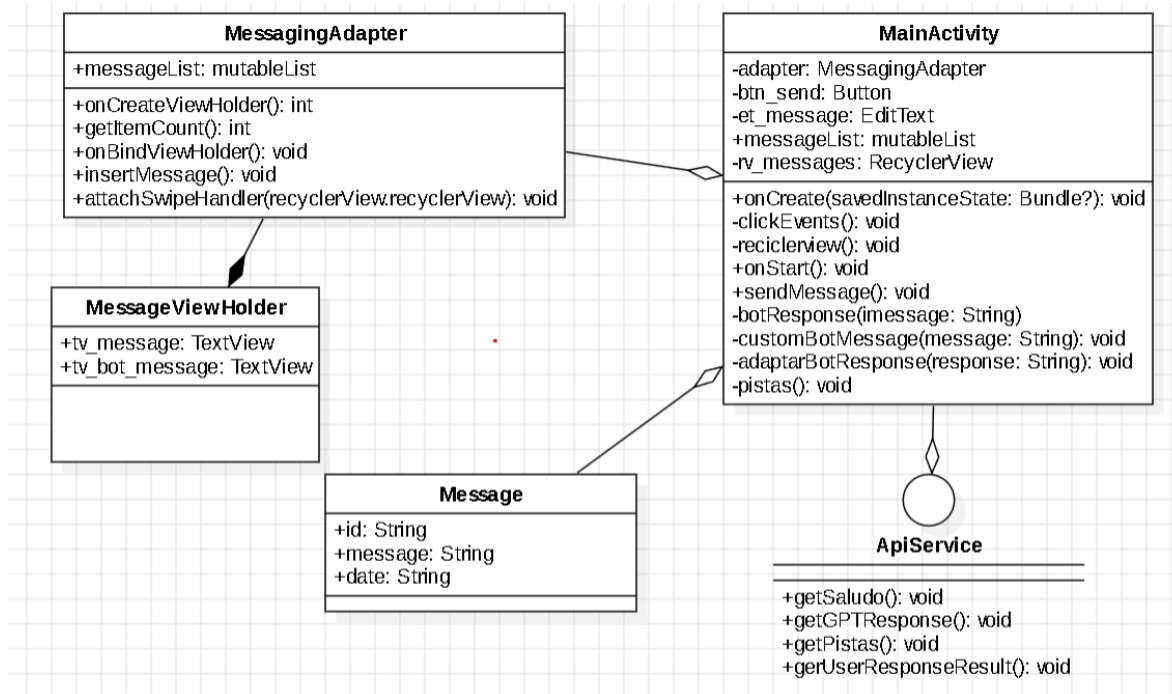 MessagingAdapter
+messageList: mutableList
+onCreateViewHolder(): int
+getItemCount(): int
+onBindViewHolder(): void
+insertMessage(): void
+attachSwipeHandler(recyclerView.recyclerView): void
MainActivity
-adapter: MessagingAdapter
-btn_send: Button
-et_message: EditText
+messageList: mutableList
-rv_messages: RecyclerView
+onCreate(savedInstanceState: Bundle?): void
-clickEvents(): void
-reciclerview(): void
+onStart(): void
+sendMessage(): void
-botResponse(imessage: String)
-customBotMessage(message: String): void
-adaptarBotResponse(response: String): void
-pistas(): void
MessageViewHolder
+tv_message: TextView
+tv_bot_message: TextView
Message
+id: String
+message: String
+date: String
ApiService
+getSaludo(): void
+getGPTResponse(): void
+getPistas(): void
+gerUserResponseResult(): void